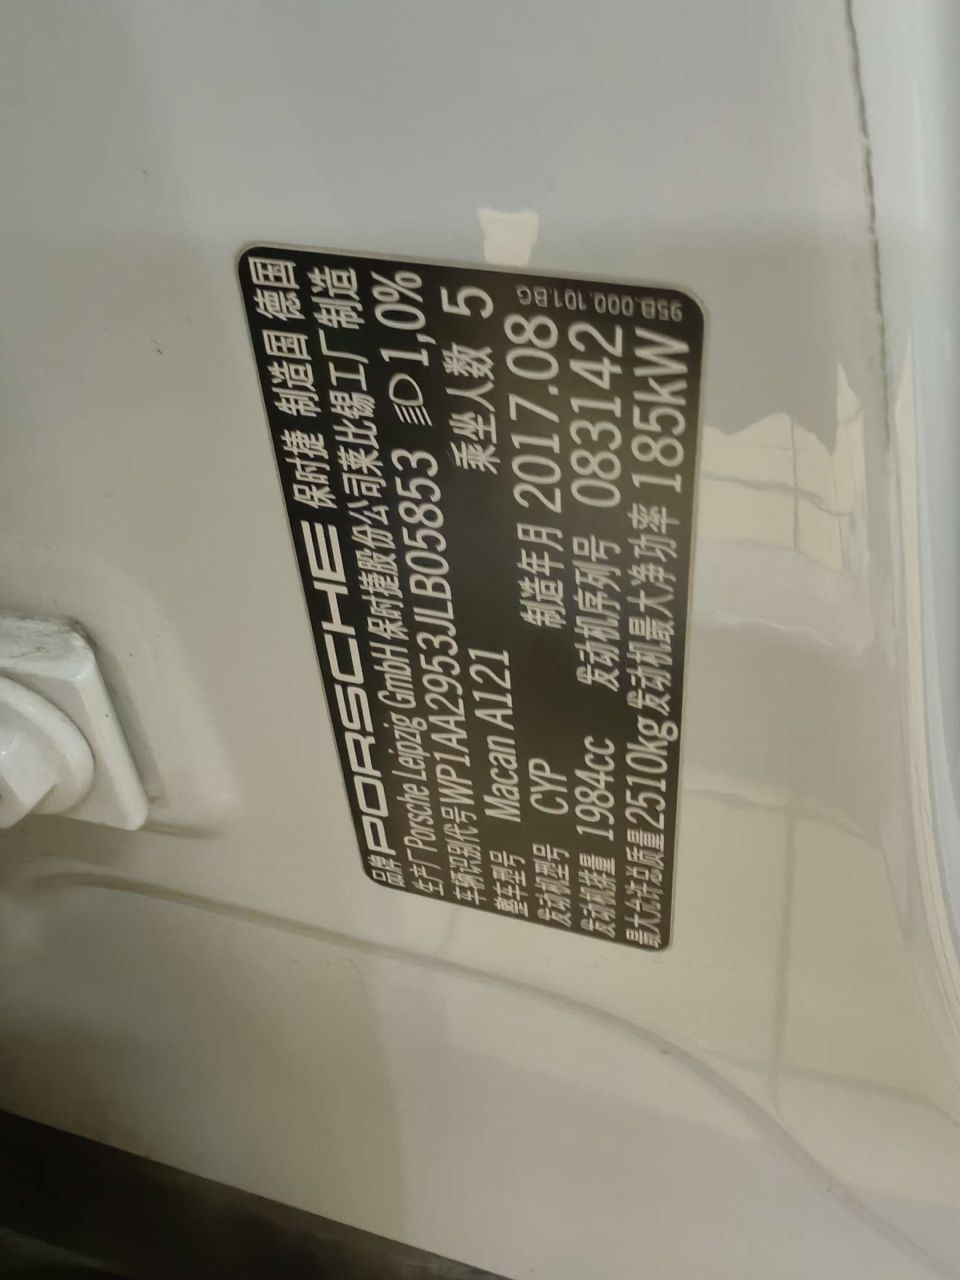 品牌 PORSCHE 保时捷 制造国 德国
生产厂 Porsche Leipzig GmbH 保时捷股份公司莱比锡工厂 制造
车辆识别代号 WP1AA2953JLB05853 1,0%
整车型号 Macan A121 乘坐人数 5
发动机型号 CYP 制造年月 2017.08
发动机排量 1984cc 发动机序列号 083142
最大允许总质量 2510kg 发动机最大净功率 185kW
95B.000.101.BG